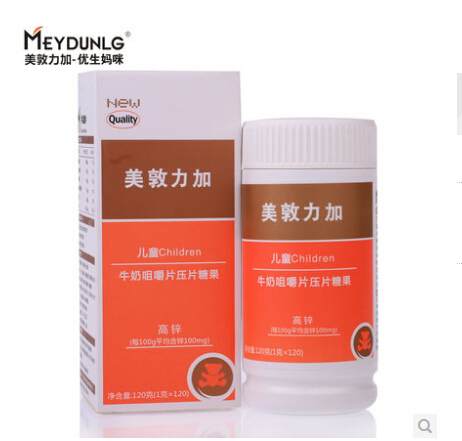 MEYDUNLG®
美敦力加-优生妈咪
New
Quality
美敦力加
儿童Children
牛奶咀嚼片压片糖果
高锌
(每100g平均含锌100mg)
净含量:120克(1克×120)
美敦力加
儿童Children
牛奶咀嚼片压片糖果
高锌
(每100g平均含锌100mg)
净含量:120克(1克×120)